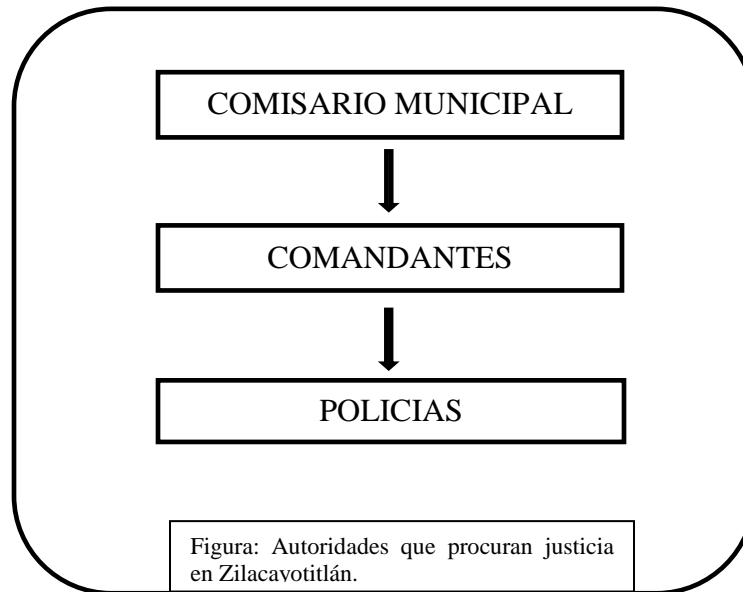 COMISARIO MUNICIPAL
COMANDANTES
POLICIAS
Figura: Autoridades que procuran justicia
en Zilacayotitlán.